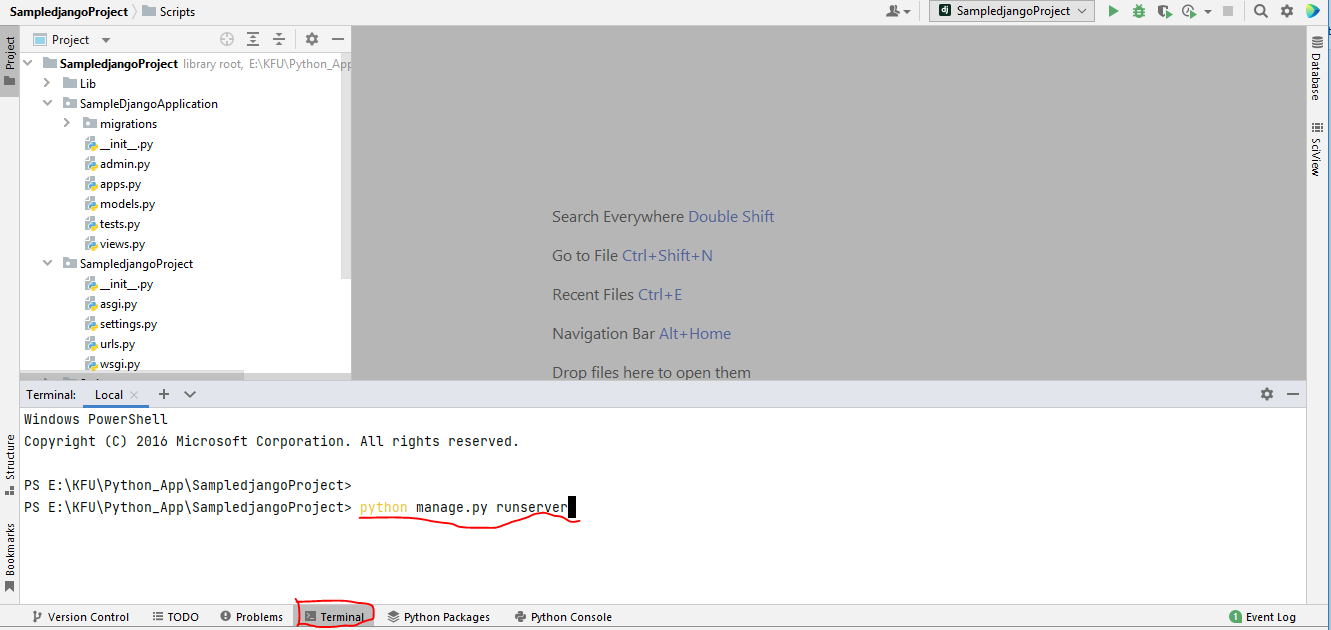 SampledjangoProject Scripts
SampledjangoProject
Project
Project
SampledjangoProject library root, E:\KFU\Python_App
Lib
SampleDjangoApplication
migrations
__init__.py
admin.py
apps.py
models.py
tests.py
views.py
SampledjangoProject
__init__.py
asgi.py
settings.py
urls.py
wsgi.py
Search Everywhere Double Shift
Go to File Ctrl+Shift+N
Recent Files Ctrl+E
Navigation Bar Alt+Home
Drop files here to open them
Database
SciView
Terminal: Local
Windows PowerShell
Copyright (C) 2016 Microsoft Corporation. All rights reserved.
PS E:\KFU\Python_App\SampledjangoProject>
PS E:\KFU\Python_App\SampledjangoProject> python manage.py runserver
Structure
Bookmarks
Version Control TODO Problems Terminal Python Packages Python Console 1 Event Log